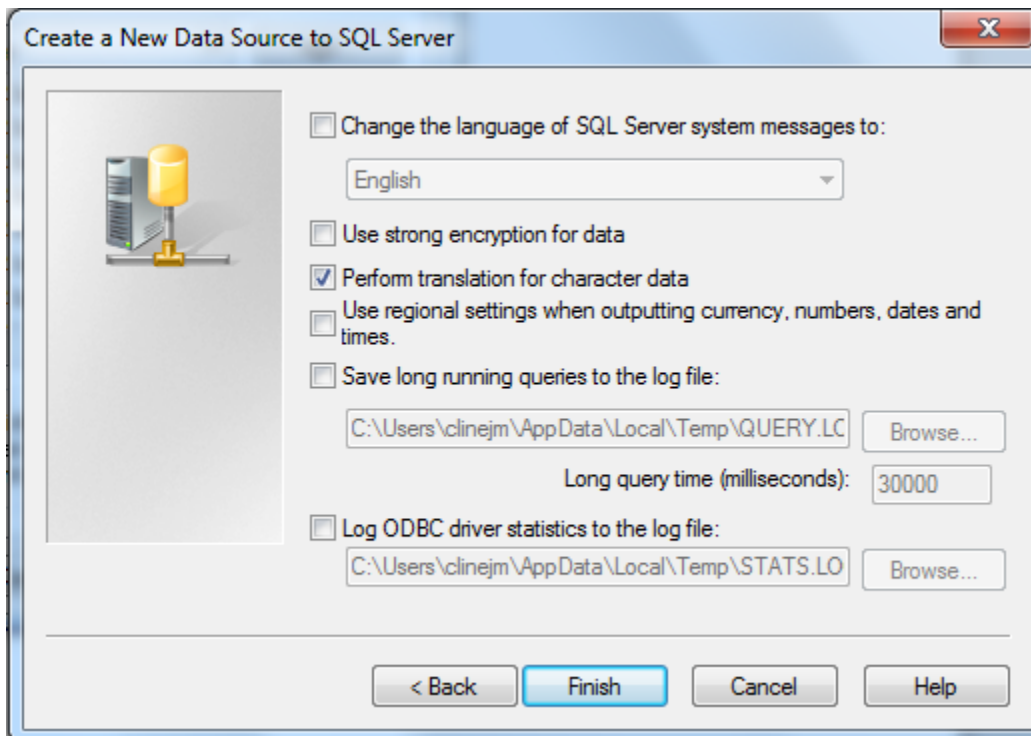 Create a New Data Source to SQL Server
Change the language of SQL Server system messages to:
English
Use strong encryption for data
Perform translation for character data
Use regional settings when outputting currency, numbers, dates and
times.
Save long running queries to the log file:
C:\Users\clinejm\AppData\Local\Temp\QUERY.LO
Browse...
Long query time (milliseconds):
30000
Log ODBC driver statistics to the log file:
C:\Users\clinejm\AppData\Local\Temp\STATS.LO
Browse...
< Back
Finish
Cancel
Help